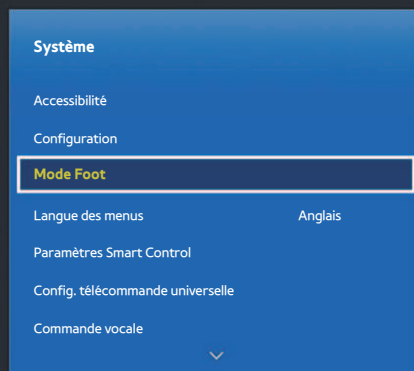 Système
Accessibilité
Configuration
Mode Foot
Langue des menus Anglais
Paramètres Smart Control
Config. télécommande universelle
Commande vocale